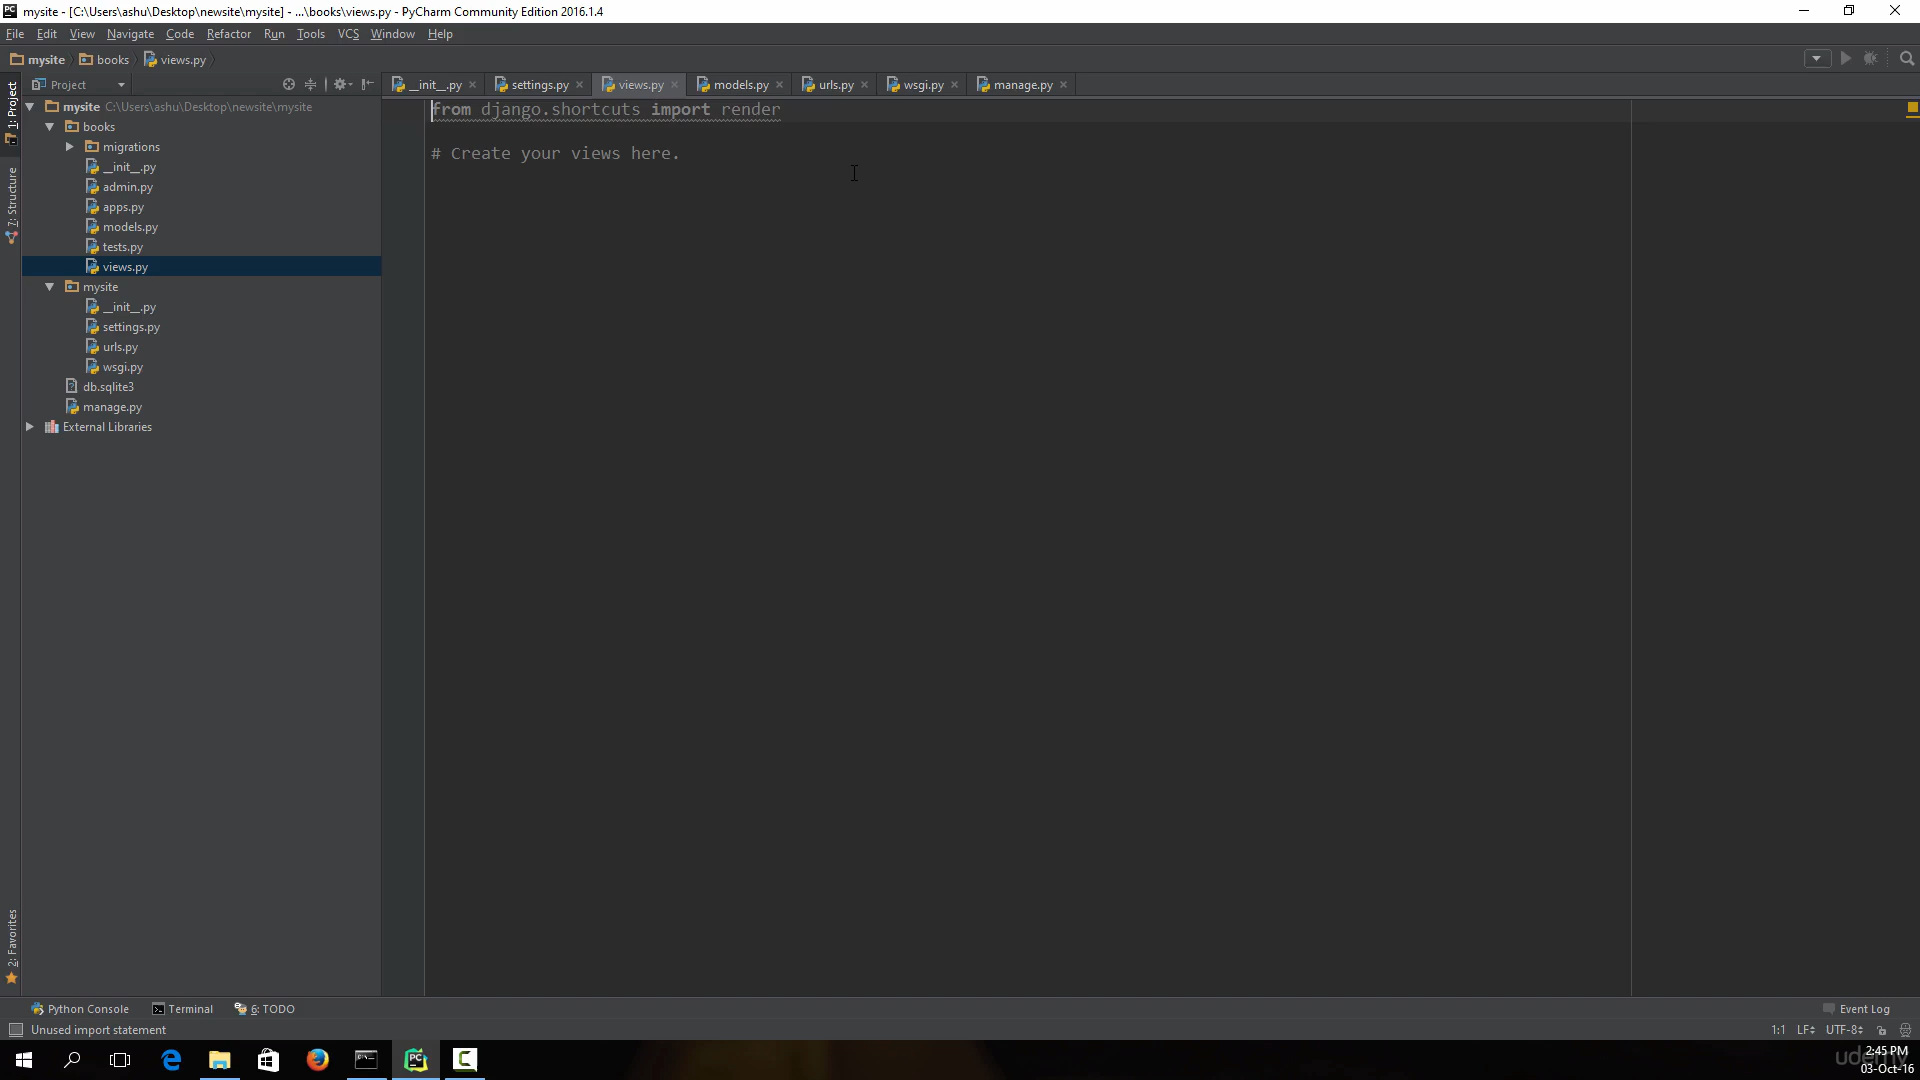 mysite - [C:\Users\ashu\Desktop\newsite\mysite] - ...\books\views.py - PyCharm Community Edition 2016.1.4
File Edit View Navigate Code Refactor Run Tools VCS Window Help
mysite books views.py
1: Project
7: Structure
2: Favorites
Project
mysite C:\Users\ashu\Desktop\newsite\mysite
books
migrations
__init__.py
admin.py
apps.py
models.py
tests.py
views.py
mysite
__init__.py
settings.py
urls.py
wsgi.py
db.sqlite3
manage.py
External Libraries
__init__.py settings.py views.py models.py urls.py wsgi.py manage.py
from django.shortcuts import render
# Create your views here.
Python Console Terminal 6: TODO Event Log
Unused import statement 1:1 LF UTF-8
2:45 PM
udemy
03-Oct-16